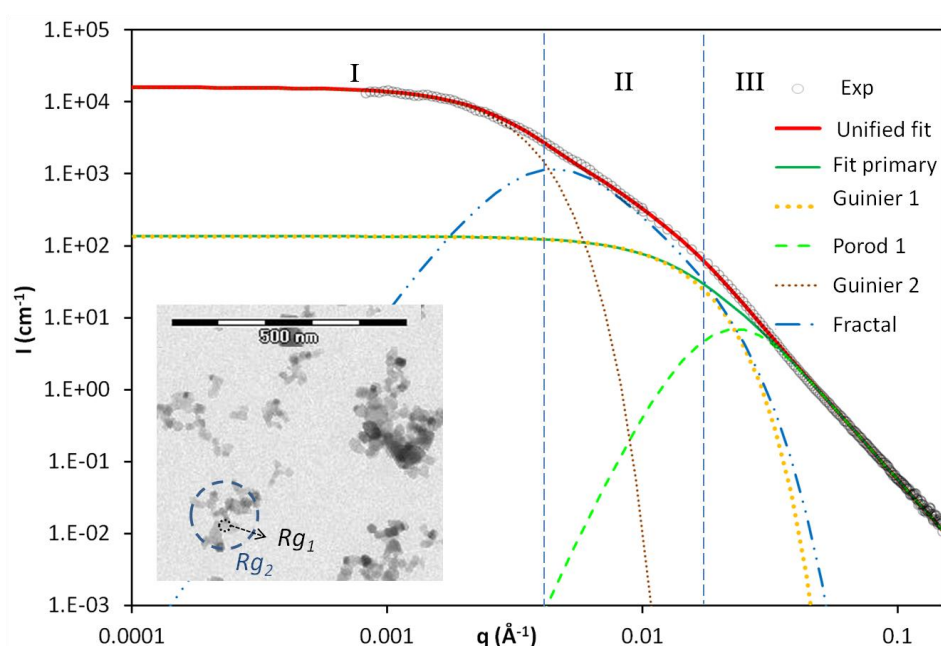 1.E+05
1.E+04
1.E+03
1.E+02
1.E+01
1.E+00
1.E-01
1.E-02
1.E-03
I (cm⁻¹)
I
II
III
Exp
Unified fit
Fit primary
Guinier 1
Porod 1
Guinier 2
Fractal
500 nm
Rg₁
Rg₂
0.0001
0.001
q (Å⁻¹)
0.01
0.1